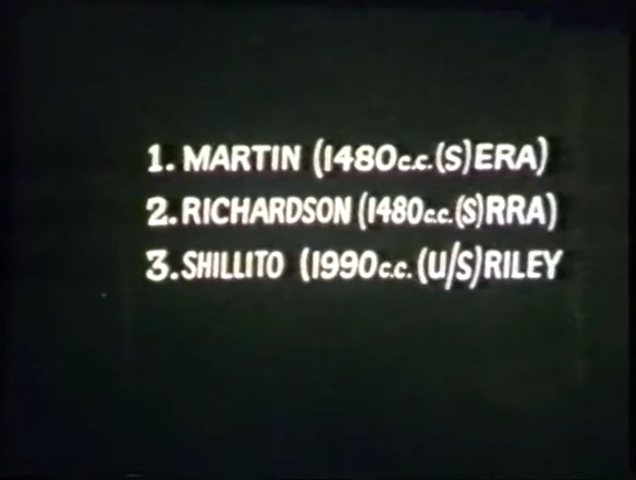 1. MARTIN (1480c.c.(S)ERA)
2. RICHARDSON (1480c.c.(S)RRA)
3. SHILLITO (1990c.c.(U/S)RILEY